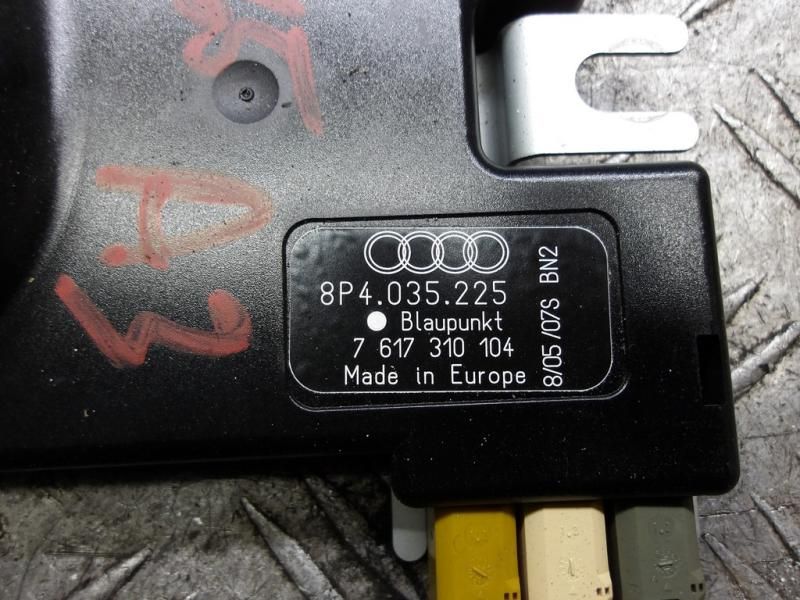 8P4.035.225
Blaupunkt
7 617 310 104
Made in Europe
8/05 /07S BN2
A3